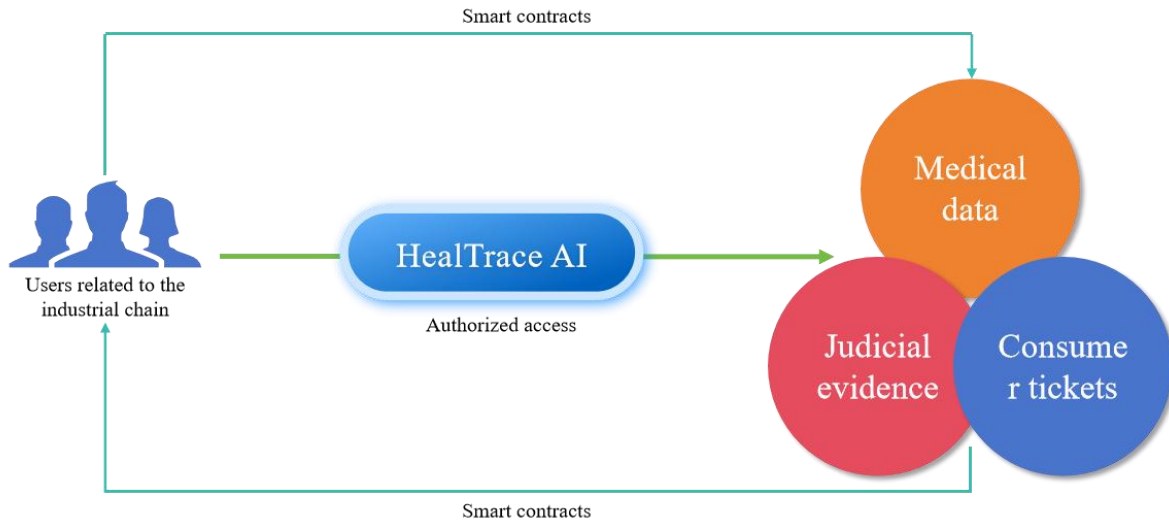 Smart contracts
Medical
data
HealTrace AI
Users related to the
industrial chain
Authorized access
Judicial
evidence
Consume
r tickets
Smart contracts